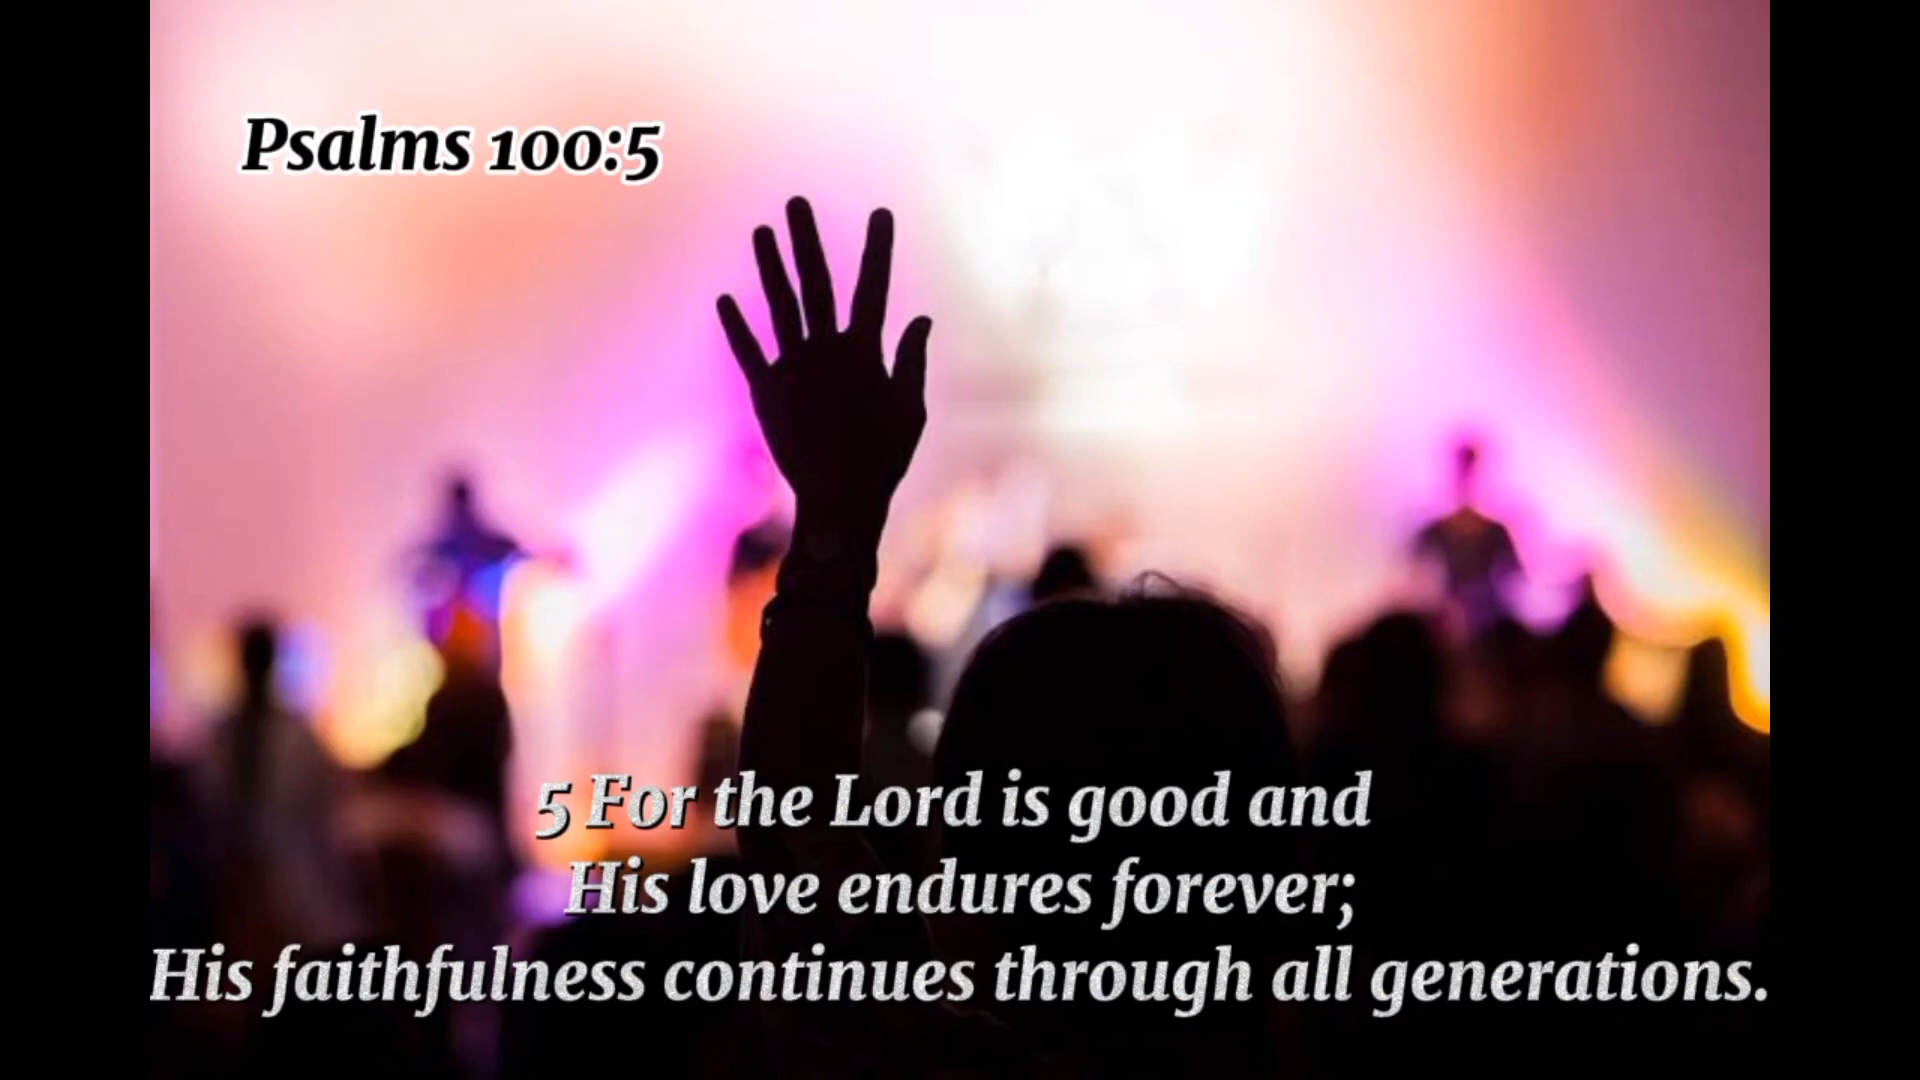 Psalms 100:5
5 For the Lord is good and
His love endures forever;
His faithfulness continues through all generations.